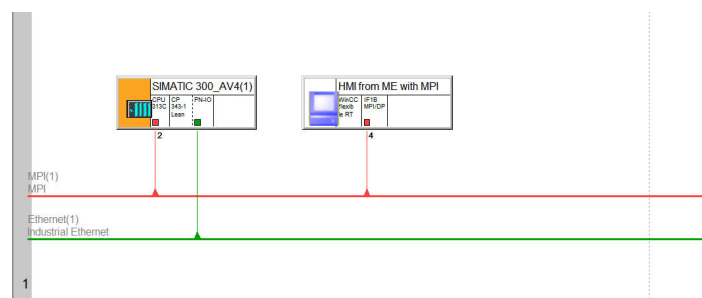 SIMATIC 300_AV4(1)
CPU
313C
CP
343-1
Lean
PN-IO
2
HMI from ME with MPI
WinCC
flexib
le RT
IF1B
MPI/DP
4
MPI(1)
MPI
Ethernet(1)
Industrial Ethernet
1